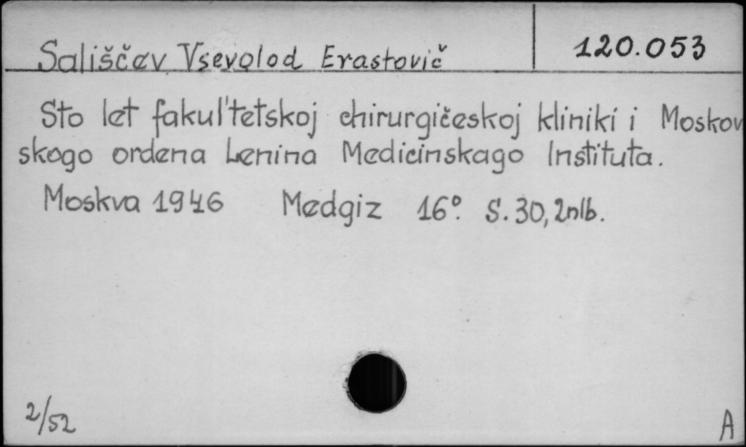 Sališčev Vsevolod Erastovič 120.053
Sto let fakul'tetskoj chirurgičeskoj kliniki i Moskov
skogo ordena Lenina Medicinskago Instituta.
Moskva 1946 Medgiz 16°. S.30, 2nlb.
2/52 A